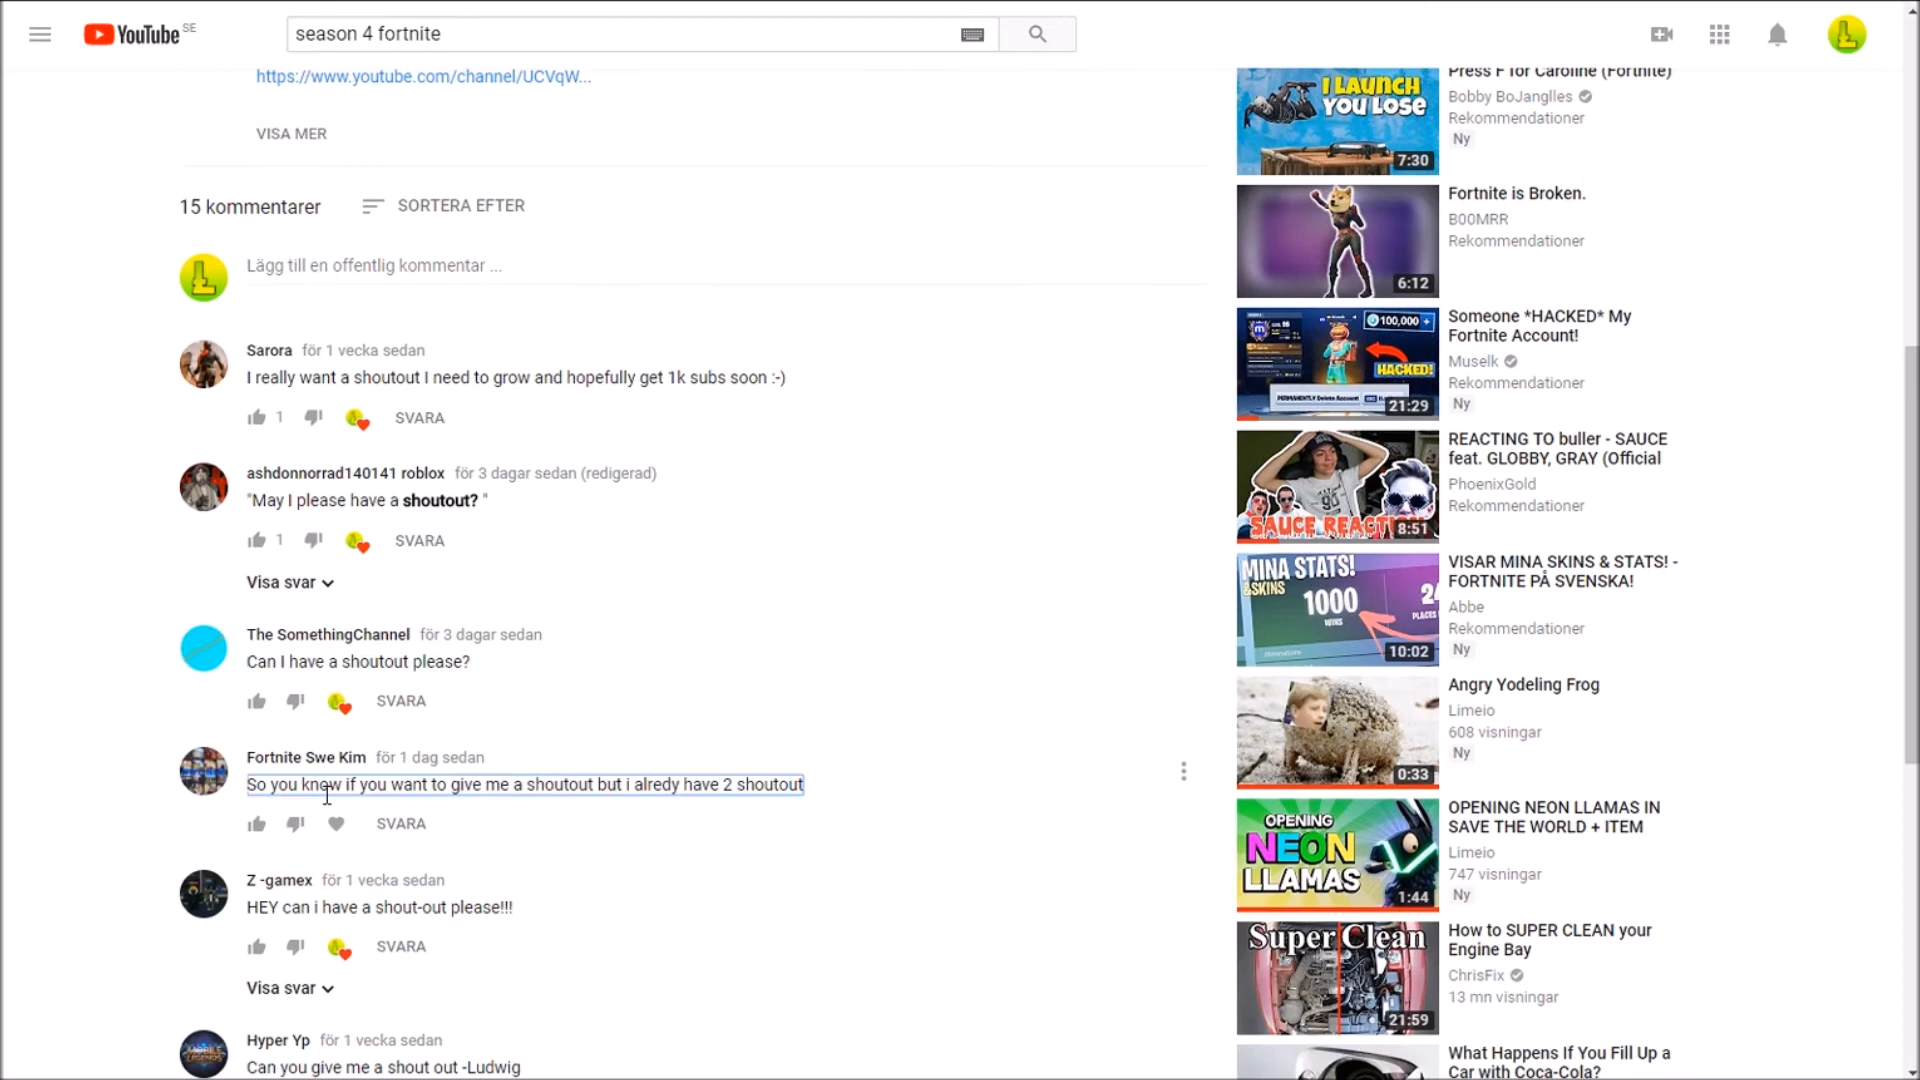 YouTube SE
season 4 fortnite
https://www.youtube.com/channel/UCVqW...
VISA MER
15 kommentarer
SORTERA EFTER
Lägg till en offentlig kommentar ...
Sarora för 1 vecka sedan
I really want a shoutout I need to grow and hopefully get 1k subs soon :-)
1 SVARA
ashdonnorrad140141 roblox för 3 dagar sedan (redigerad)
"May I please have a shoutout? "
1 SVARA
Visa svar
The SomethingChannel för 3 dagar sedan
Can I have a shoutout please?
SVARA
Fortnite Swe Kim för 1 dag sedan
So you know if you want to give me a shoutout but i alredy have 2 shoutout
SVARA
Z -gamex för 1 vecka sedan
HEY can i have a shout-out please!!!
SVARA
Visa svar
Hyper Yp för 1 vecka sedan
Can you give me a shout out -Ludwig
I LAUNCH
YOU LOSE
7:30
Press F for Caroline (Fortnite)
Bobby BoJanglles
Rekommendationer
Ny
6:12
Fortnite is Broken.
B00MRR
Rekommendationer
100,000 +
HACKED!
PERMANENTLY Delete Account
21:29
Someone *HACKED* My
Fortnite Account!
Muselk
Rekommendationer
Ny
SAUCE REACTI
8:51
REACTING TO buller - SAUCE
feat. GLOBBY, GRAY (Official
PhoenixGold
Rekommendationer
MINA STATS!
&SKINS
1000
WINS
PLACES
10:02
VISAR MINA SKINS & STATS! -
FORTNITE PÅ SVENSKA!
Abbe
Rekommendationer
Ny
0:33
Angry Yodeling Frog
Limeio
608 visningar
Ny
OPENING
NEON
LLAMAS
1:44
OPENING NEON LLAMAS IN
SAVE THE WORLD + ITEM
Limeio
747 visningar
Ny
Super Clean
21:59
How to SUPER CLEAN your
Engine Bay
ChrisFix
13 mn visningar
What Happens If You Fill Up a
Car with Coca-Cola?